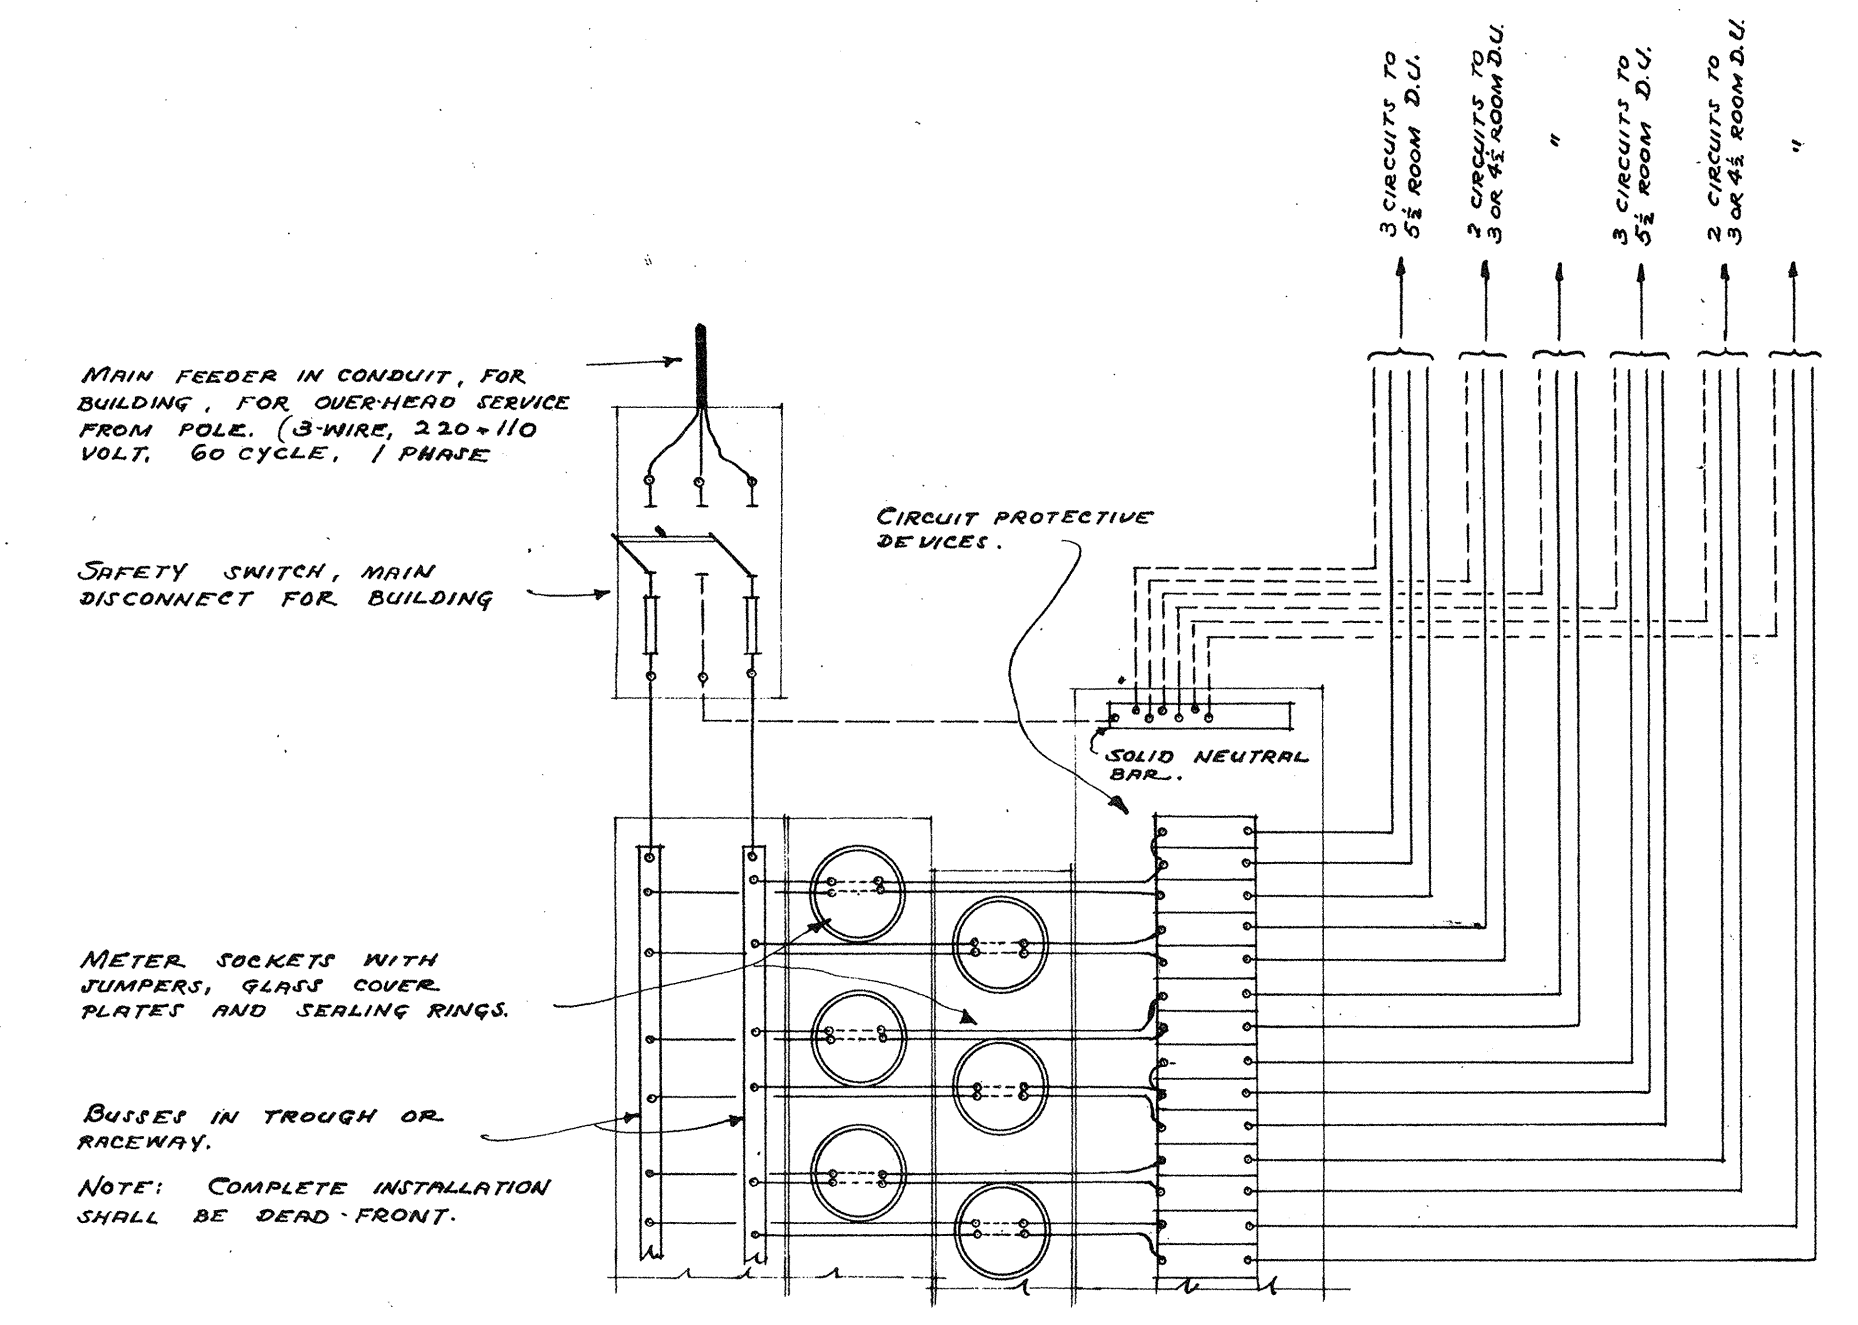 3 CIRCUITS TO
5½ ROOM D.U.
2 CIRCUITS TO
3 OR 4½ ROOM D.U.
"
3 CIRCUITS TO
5½ ROOM D.U.
2 CIRCUITS TO
3 OR 4½ ROOM D.U.
"
MAIN FEEDER IN CONDUIT, FOR
BUILDING, FOR OVER-HEAD SERVICE
FROM POLE. (3-WIRE, 220-110
VOLT, 60 CYCLE, 1 PHASE
CIRCUIT PROTECTIVE
DEVICES.
SAFETY SWITCH, MAIN
DISCONNECT FOR BUILDING
SOLID NEUTRAL
BAR.
METER SOCKETS WITH
JUMPERS, GLASS COVER
PLATES AND SEALING RINGS.
BUSSES IN TROUGH OR
RACEWAY.
NOTE: COMPLETE INSTALLATION
SHALL BE DEAD-FRONT.